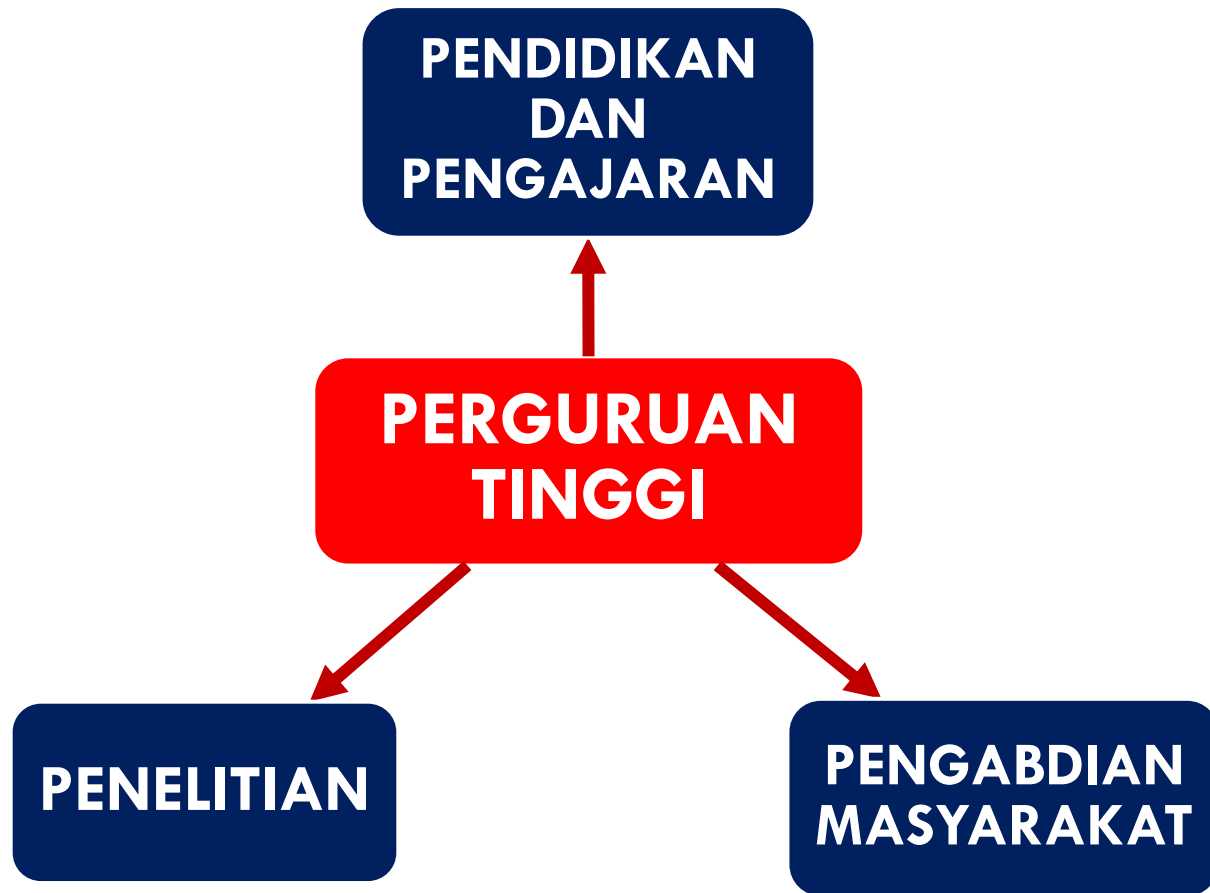 PENDIDIKAN
DAN
PENGAJARAN
PERGURUAN
TINGGI
PENELITIAN
PENGABDIAN
MASYARAKAT